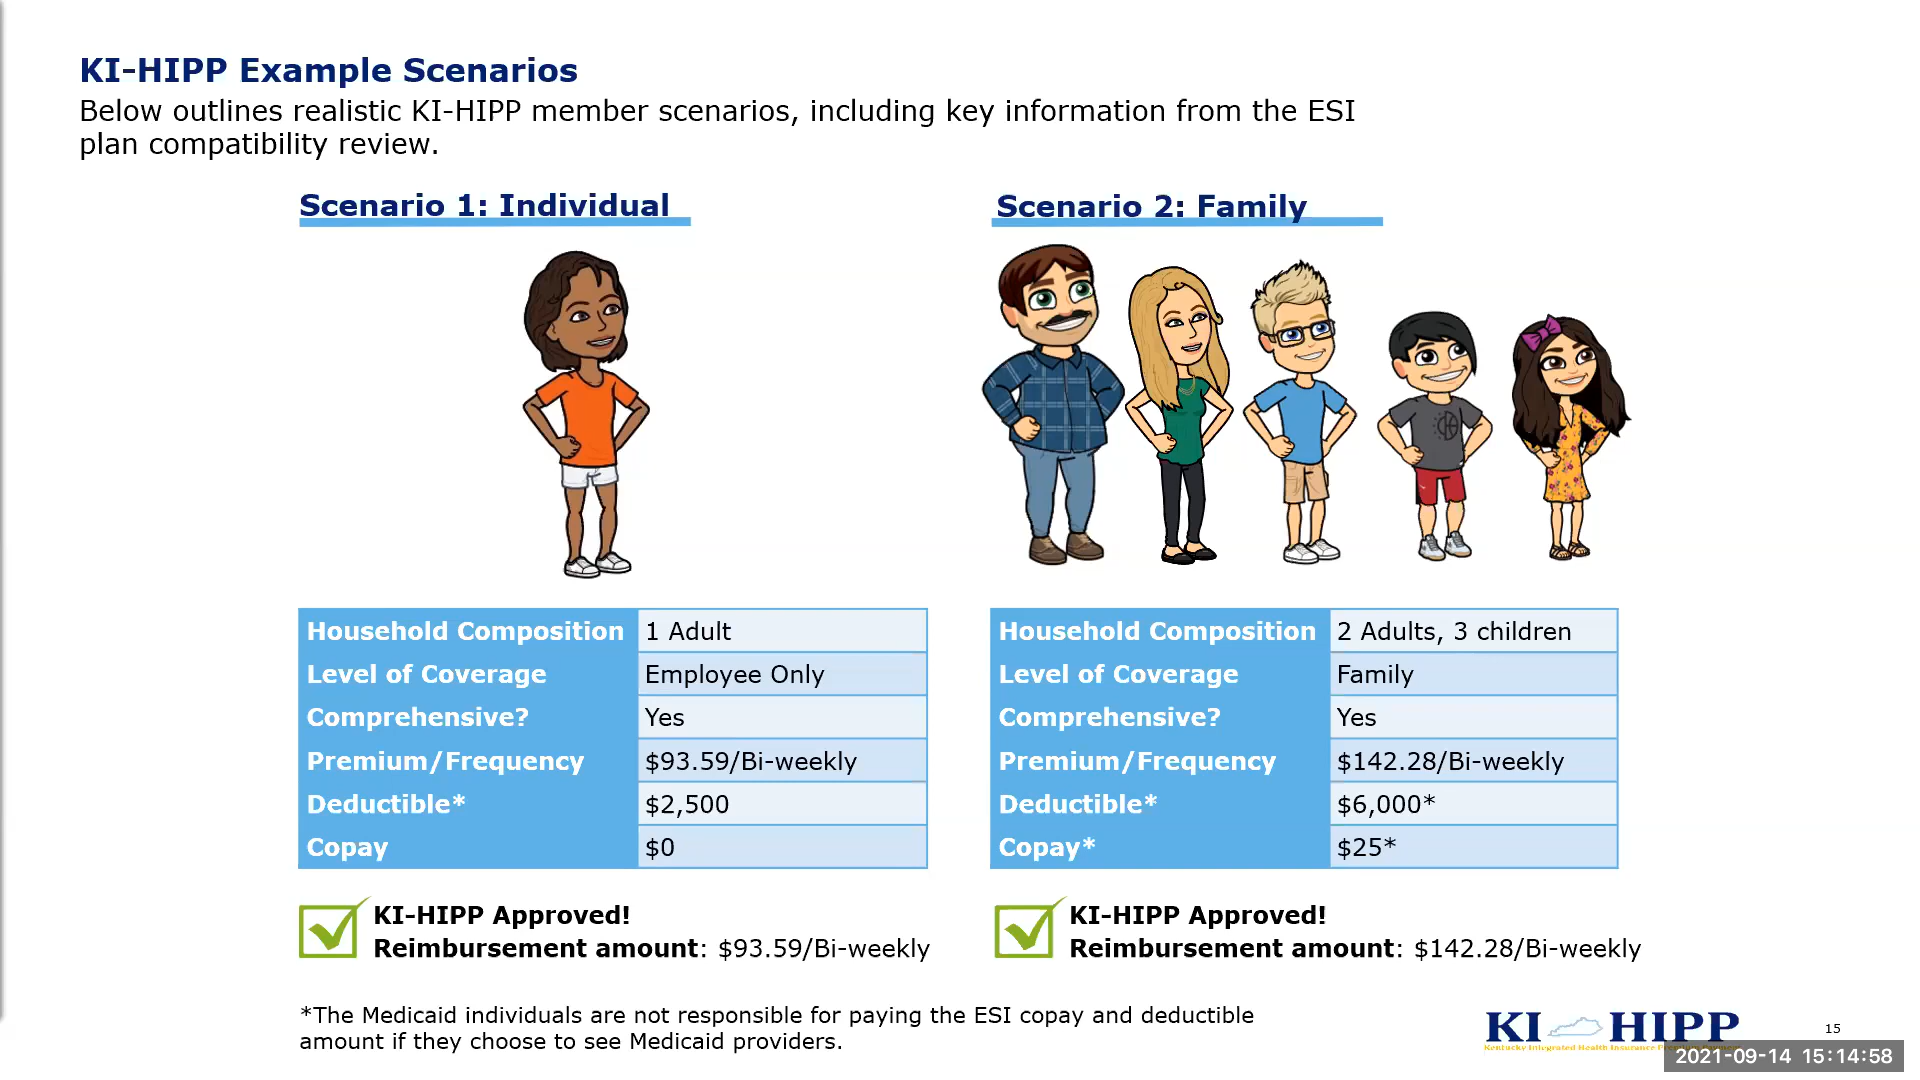 KI-HIPP Example Scenarios
Below outlines realistic KI-HIPP member scenarios, including key information from the ESI
plan compatibility review.
Scenario 1: Individual
Household Composition 1 Adult
Level of Coverage Employee Only
Comprehensive? Yes
Premium/Frequency $93.59/Bi-weekly
Deductible* $2,500
Copay $0
KI-HIPP Approved!
Reimbursement amount: $93.59/Bi-weekly
Scenario 2: Family
Household Composition 2 Adults, 3 children
Level of Coverage Family
Comprehensive? Yes
Premium/Frequency $142.28/Bi-weekly
Deductible* $6,000*
Copay* $25*
KI-HIPP Approved!
Reimbursement amount: $142.28/Bi-weekly
*The Medicaid individuals are not responsible for paying the ESI copay and deductible
amount if they choose to see Medicaid providers.
KI HIPP
Kentucky Integrated Health Insurance Premium Payment
15
2021-09-14 15:14:58